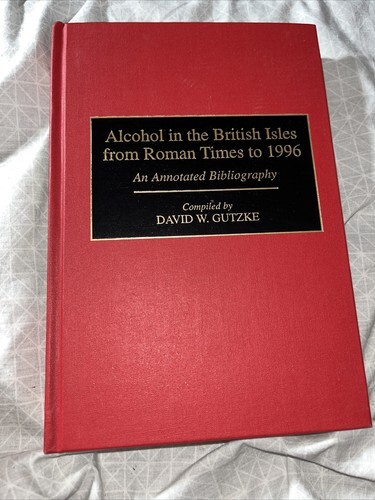 Alcohol in the British Isles
from Roman Times to 1996
An Annotated Bibliography
Compiled by
DAVID W. GUTZKE